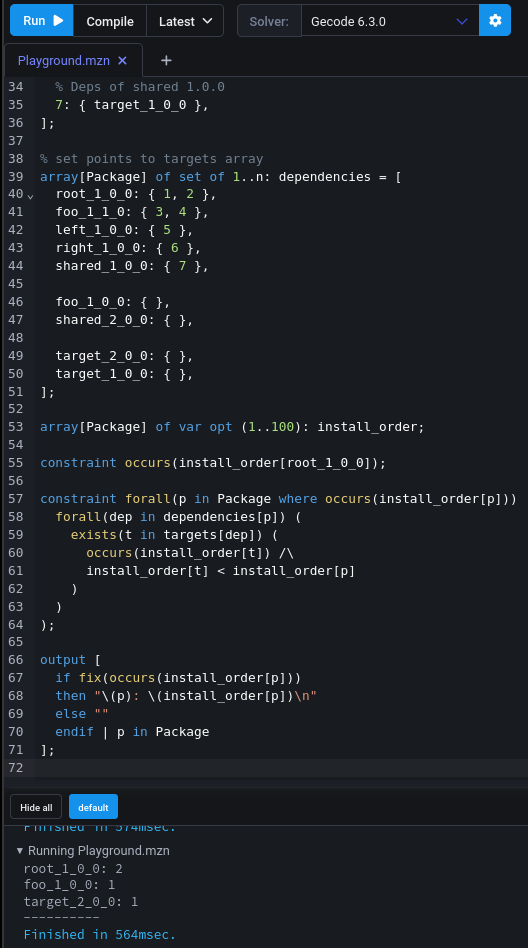 Run Compile Latest Solver: Gecode 6.3.0
Playground.mzn × +
34 % Deps of shared 1.0.0
35 7: { target_1_0_0 },
36 ];
37
38 % set points to targets array
39 array[Package] of set of 1..n: dependencies = [
40 root_1_0_0: { 1, 2 },
41 foo_1_1_0: { 3, 4 },
42 left_1_0_0: { 5 },
43 right_1_0_0: { 6 },
44 shared_1_0_0: { 7 },
45
46 foo_1_0_0: { },
47 shared_2_0_0: { },
48
49 target_2_0_0: { },
50 target_1_0_0: { },
51 ];
52
53 array[Package] of var opt (1..100): install_order;
54
55 constraint occurs(install_order[root_1_0_0]);
56
57 constraint forall(p in Package where occurs(install_order[p]))
58 forall(dep in dependencies[p]) (
59 exists(t in targets[dep]) (
60 occurs(install_order[t]) /\
61 install_order[t] < install_order[p]
62 )
63 )
64 );
65
66 output [
67 if fix(occurs(install_order[p]))
68 then "\(p): \(install_order[p])\n"
69 else ""
70 endif | p in Package
71 ];
72
Hide all default
Finished in 574msec.
▼ Running Playground.mzn
root_1_0_0: 2
foo_1_0_0: 1
target_2_0_0: 1
----------
Finished in 564msec.